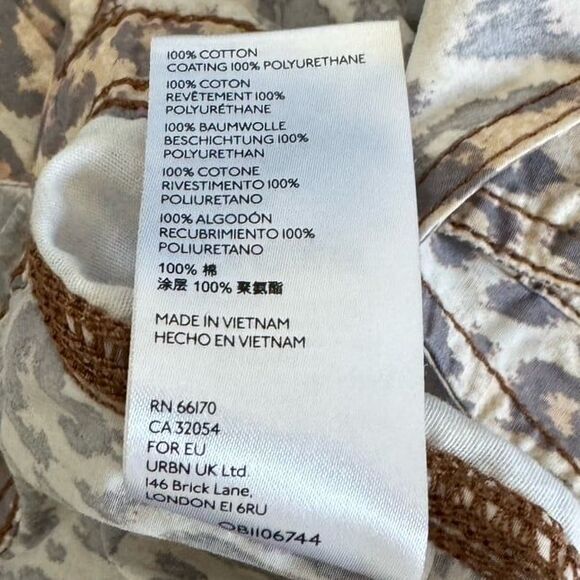 100% COTTON
COATING 100% POLYURETHANE
100% COTON
REVÊTEMENT 100%
POLYURÉTHANE
100% BAUMWOLLE
BESCHICHTUNG 100%
POLYURETHAN
100% COTONE
RIVESTIMENTO 100%
POLIURETANO
100% ALGODÓN
RECUBRIMIENTO 100%
POLIURETANO
100% 棉
涂层 100% 聚氨酯
MADE IN VIETNAM
HECHO EN VIETNAM
RN 66170
CA 32054
FOR EU
URBN UK Ltd.
146 Brick Lane,
LONDON E1 6RU
OB1106744